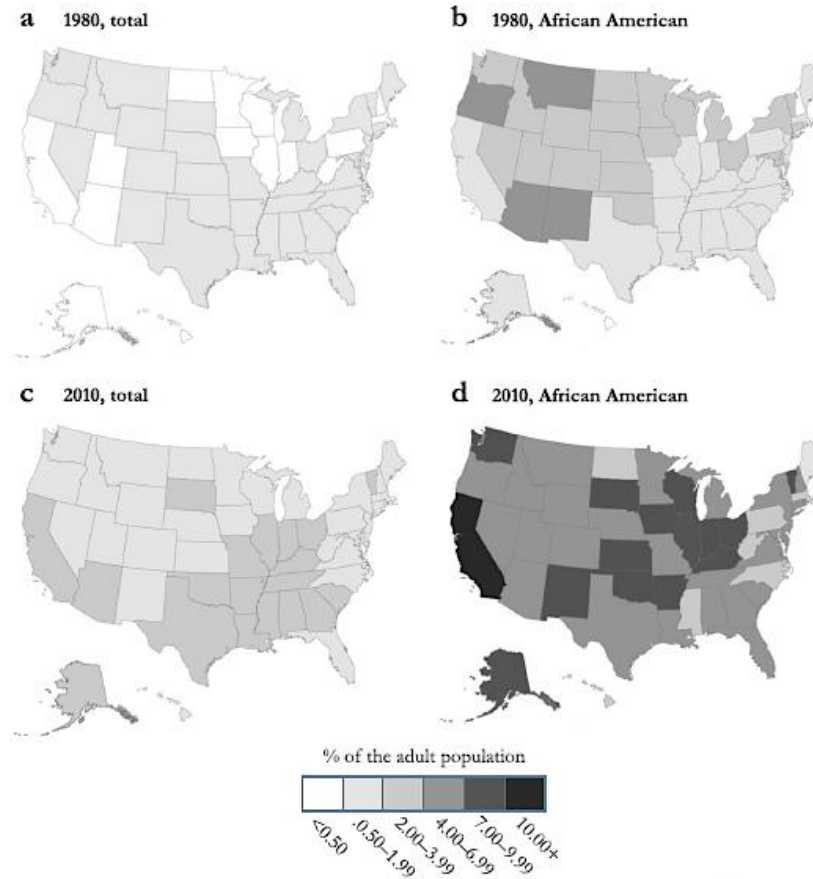 a 1980, total
b 1980, African American
c 2010, total
d 2010, African American
% of the adult population
<0.50
.0.50–1.99
2.00–3.99
4.00–6.99
7.00–9.99
10.00+